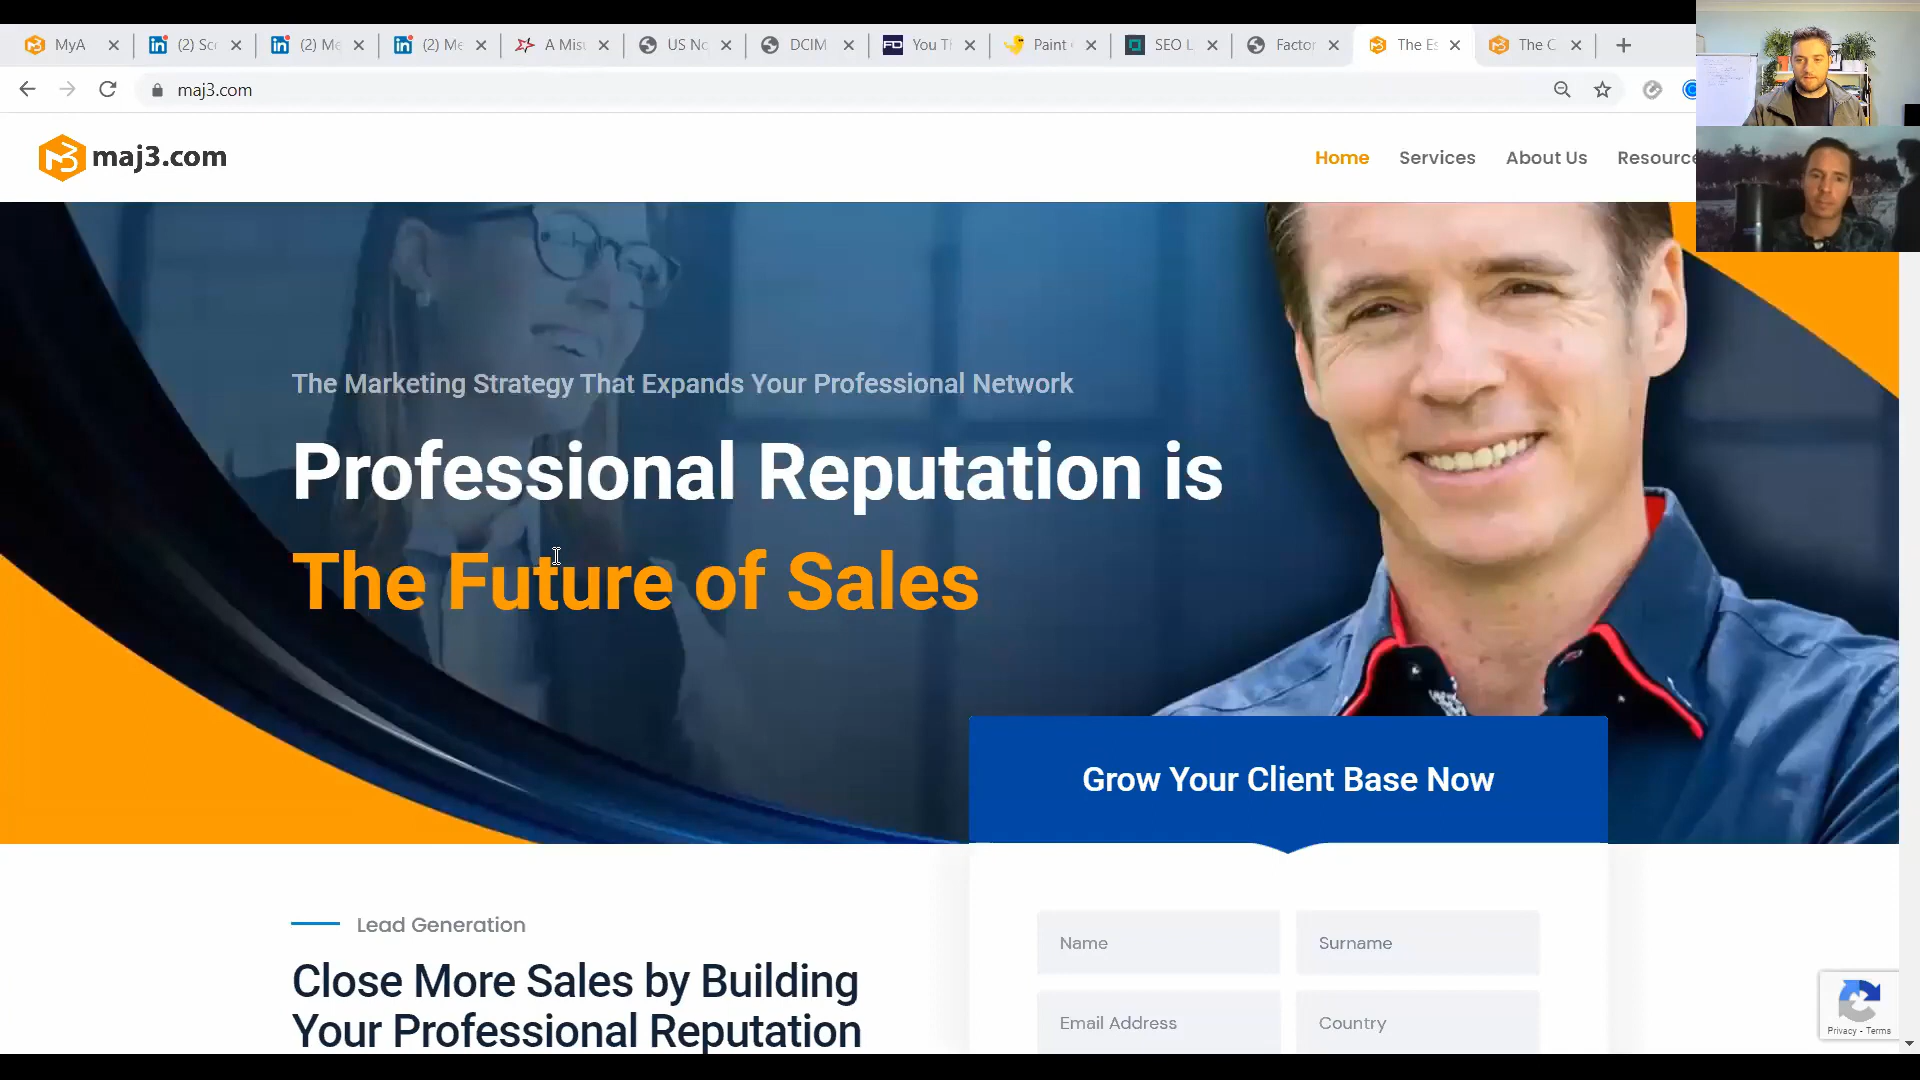 MyA
(2) Sc
(2) Me
(2) Me
A Mis
US No
DCIM
You T
Paint
SEO L
Factor
The Es
The C
maj3.com
maj3.com
Home
Services
About Us
Resource
The Marketing Strategy That Expands Your Professional Network
Professional Reputation is
The Future of Sales
Grow Your Client Base Now
Lead Generation
Close More Sales by Building
Your Professional Reputation
Name
Surname
Email Address
Country
Privacy - Terms